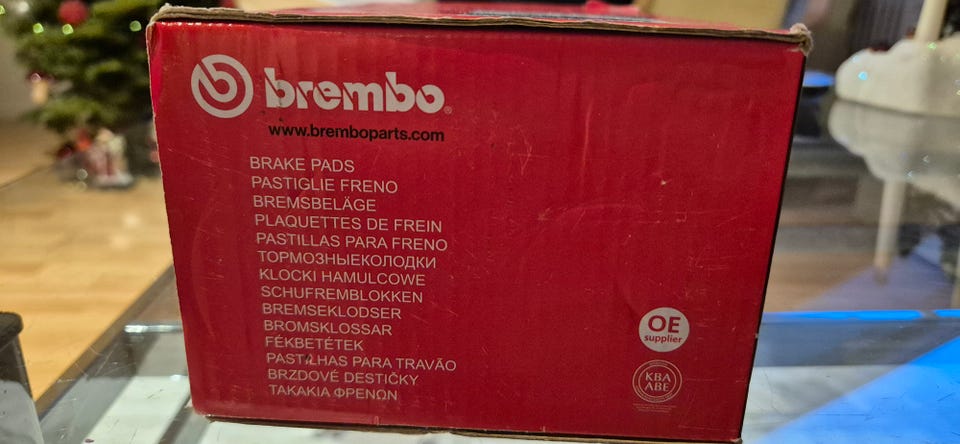 brembo
www.bremboparts.com
BRAKE PADS
PASTIGLIE FRENO
BREMSBELÄGE
PLAQUETTES DE FREIN
PASTILLAS PARA FRENO
ТОРМОЗНЫЕКОЛОДКИ
KLOCKI HAMULCOWE
SCHUFREMBLOKKEN
BREMSEKLODSER
BROMSKLOSSAR
FÉKBETÉTEK
PASTILHAS PARA TRAVÃO
BRZDOVÉ DESTIČKY
ΤΑΚΑΚΙΑ ΦΡΕΝΩΝ
OE
supplier
KBA
ABE